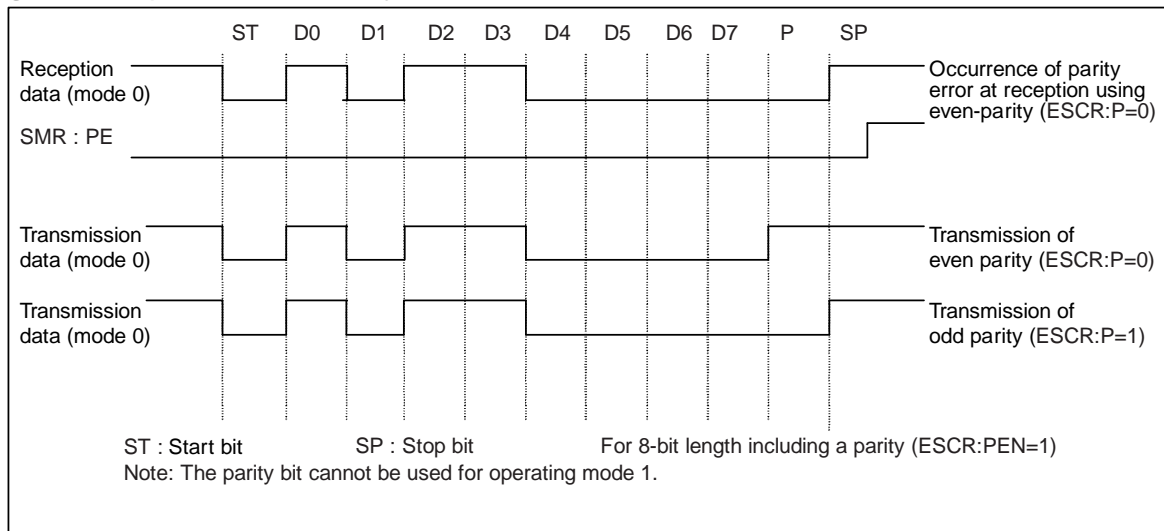 ST D0 D1 D2 D3 D4 D5 D6 D7 P SP
Reception
data (mode 0)
Occurrence of parity
error at reception using
even-parity (ESCR:P=0)
SMR : PE
Transmission
data (mode 0)
Transmission of
even parity (ESCR:P=0)
Transmission
data (mode 0)
Transmission of
odd parity (ESCR:P=1)
ST : Start bit SP : Stop bit For 8-bit length including a parity (ESCR:PEN=1)
Note: The parity bit cannot be used for operating mode 1.